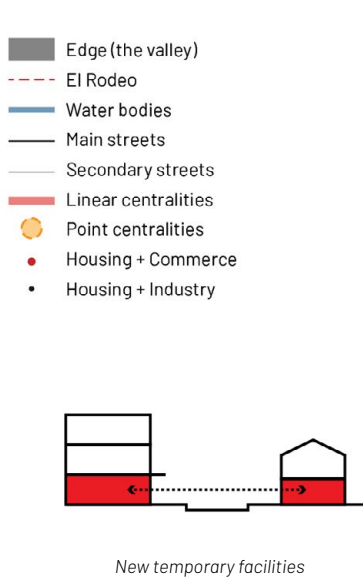 Edge (the valley)
El Rodeo
Water bodies
Main streets
Secondary streets
Linear centralities
Point centralities
Housing + Commerce
Housing + Industry
New temporary facilities